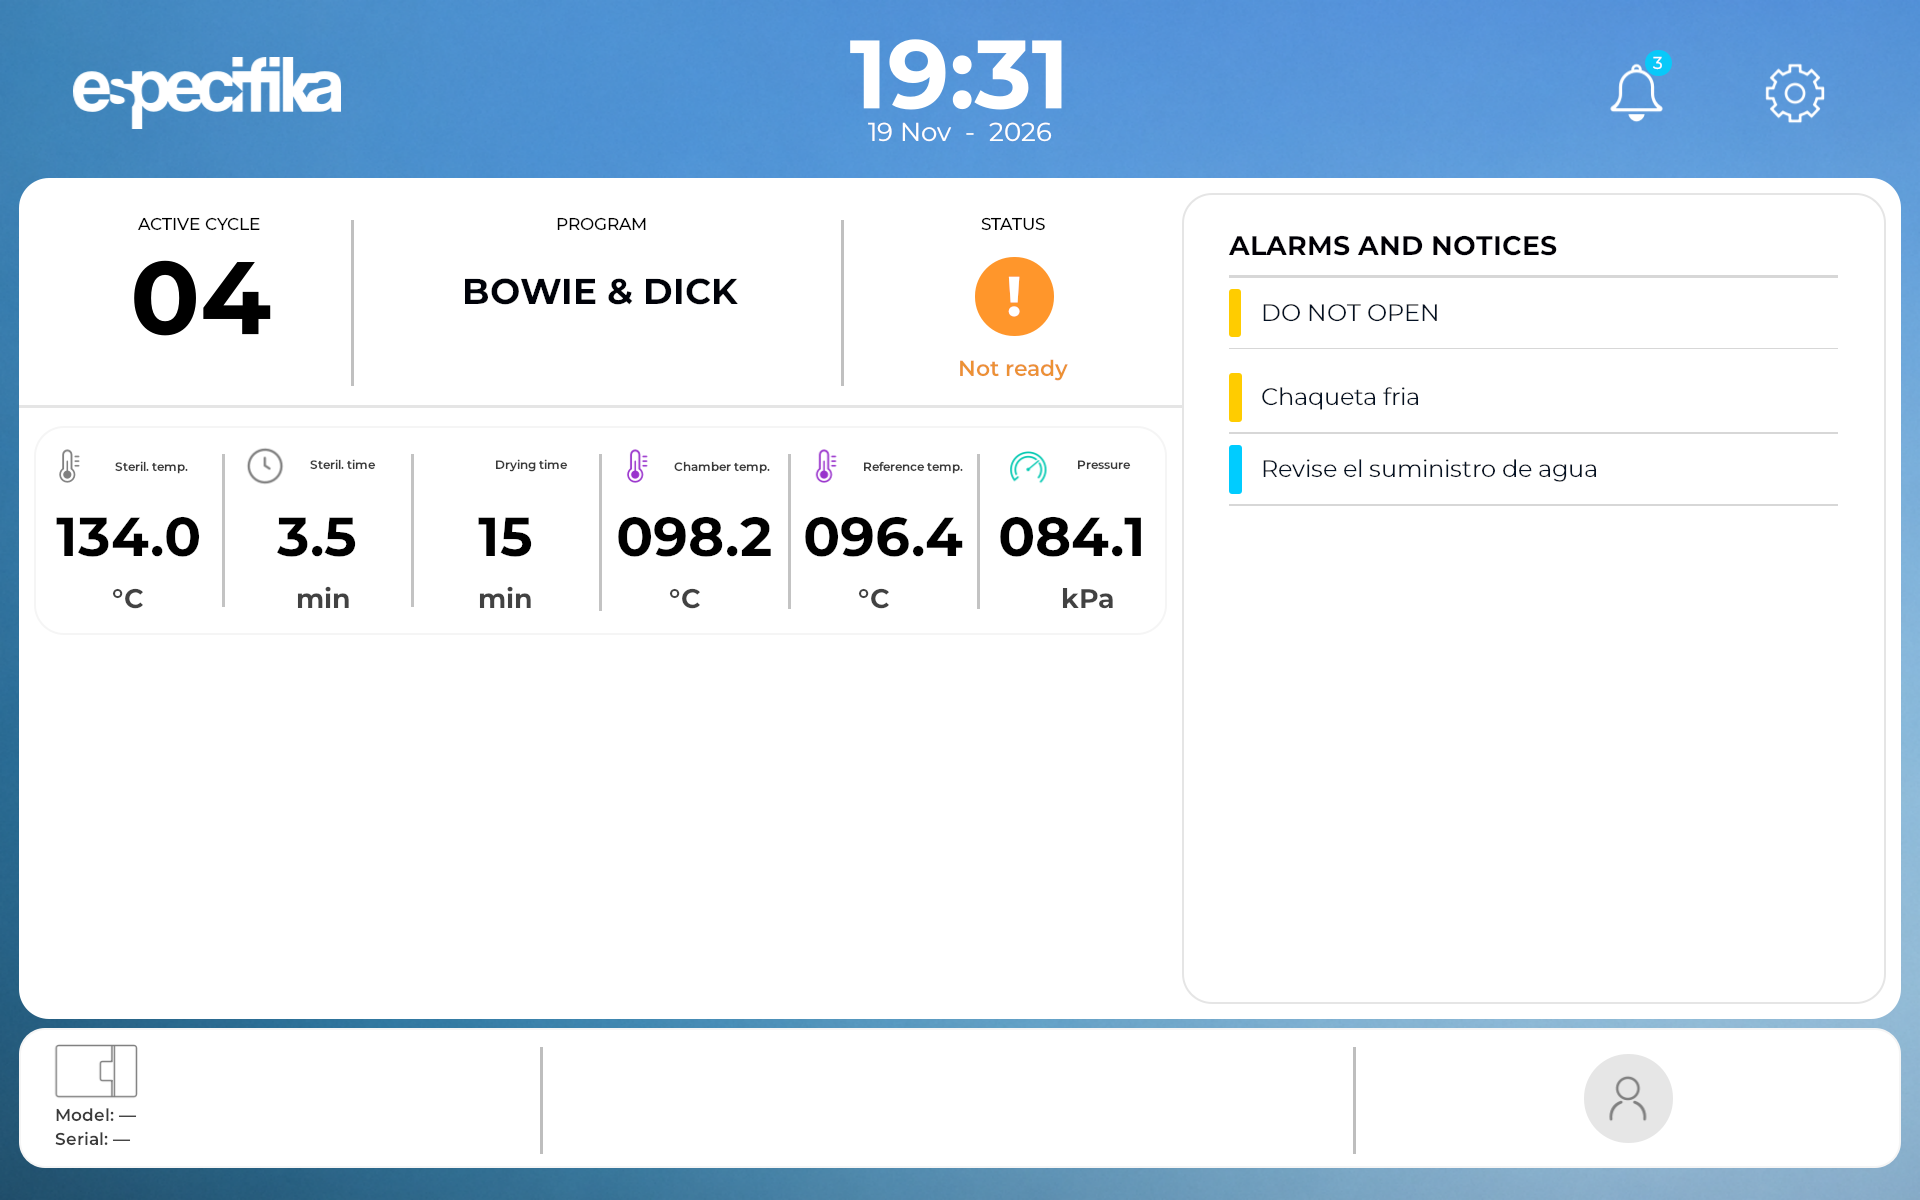 especifika
19:31
19 Nov - 2026
3
ACTIVE CYCLE
04
PROGRAM
BOWIE & DICK
STATUS
!
Not ready
ALARMS AND NOTICES
DO NOT OPEN
Chaqueta fria
Revise el suministro de agua
Steril. temp.
134.0
°C
Steril. time
3.5
min
Drying time
15
min
Chamber temp.
098.2
°C
Reference temp.
096.4
°C
Pressure
084.1
kPa
Model: —
Serial: —